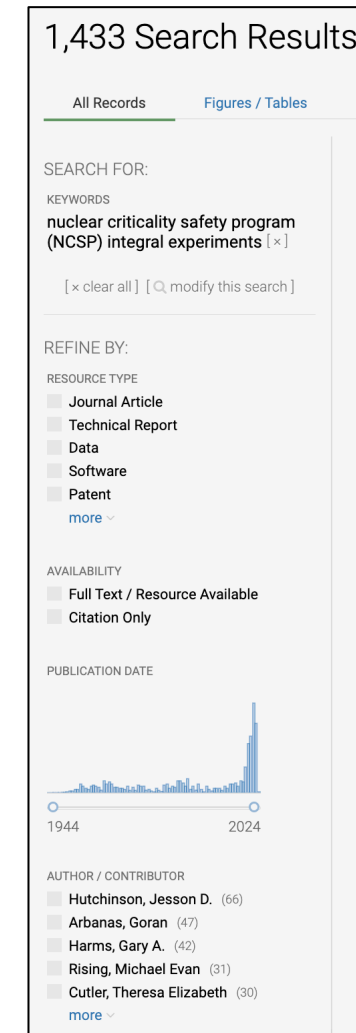 1,433 Search Results
All Records Figures / Tables
SEARCH FOR:
KEYWORDS
nuclear criticality safety program
(NCSP) integral experiments [×]
[× clear all] [ modify this search]
REFINE BY:
RESOURCE TYPE
Journal Article
Technical Report
Data
Software
Patent
more
AVAILABILITY
Full Text / Resource Available
Citation Only
PUBLICATION DATE
1944 2024
AUTHOR / CONTRIBUTOR
Hutchinson, Jesson D. (66)
Arbanas, Goran (47)
Harms, Gary A. (42)
Rising, Michael Evan (31)
Cutler, Theresa Elizabeth (30)
more